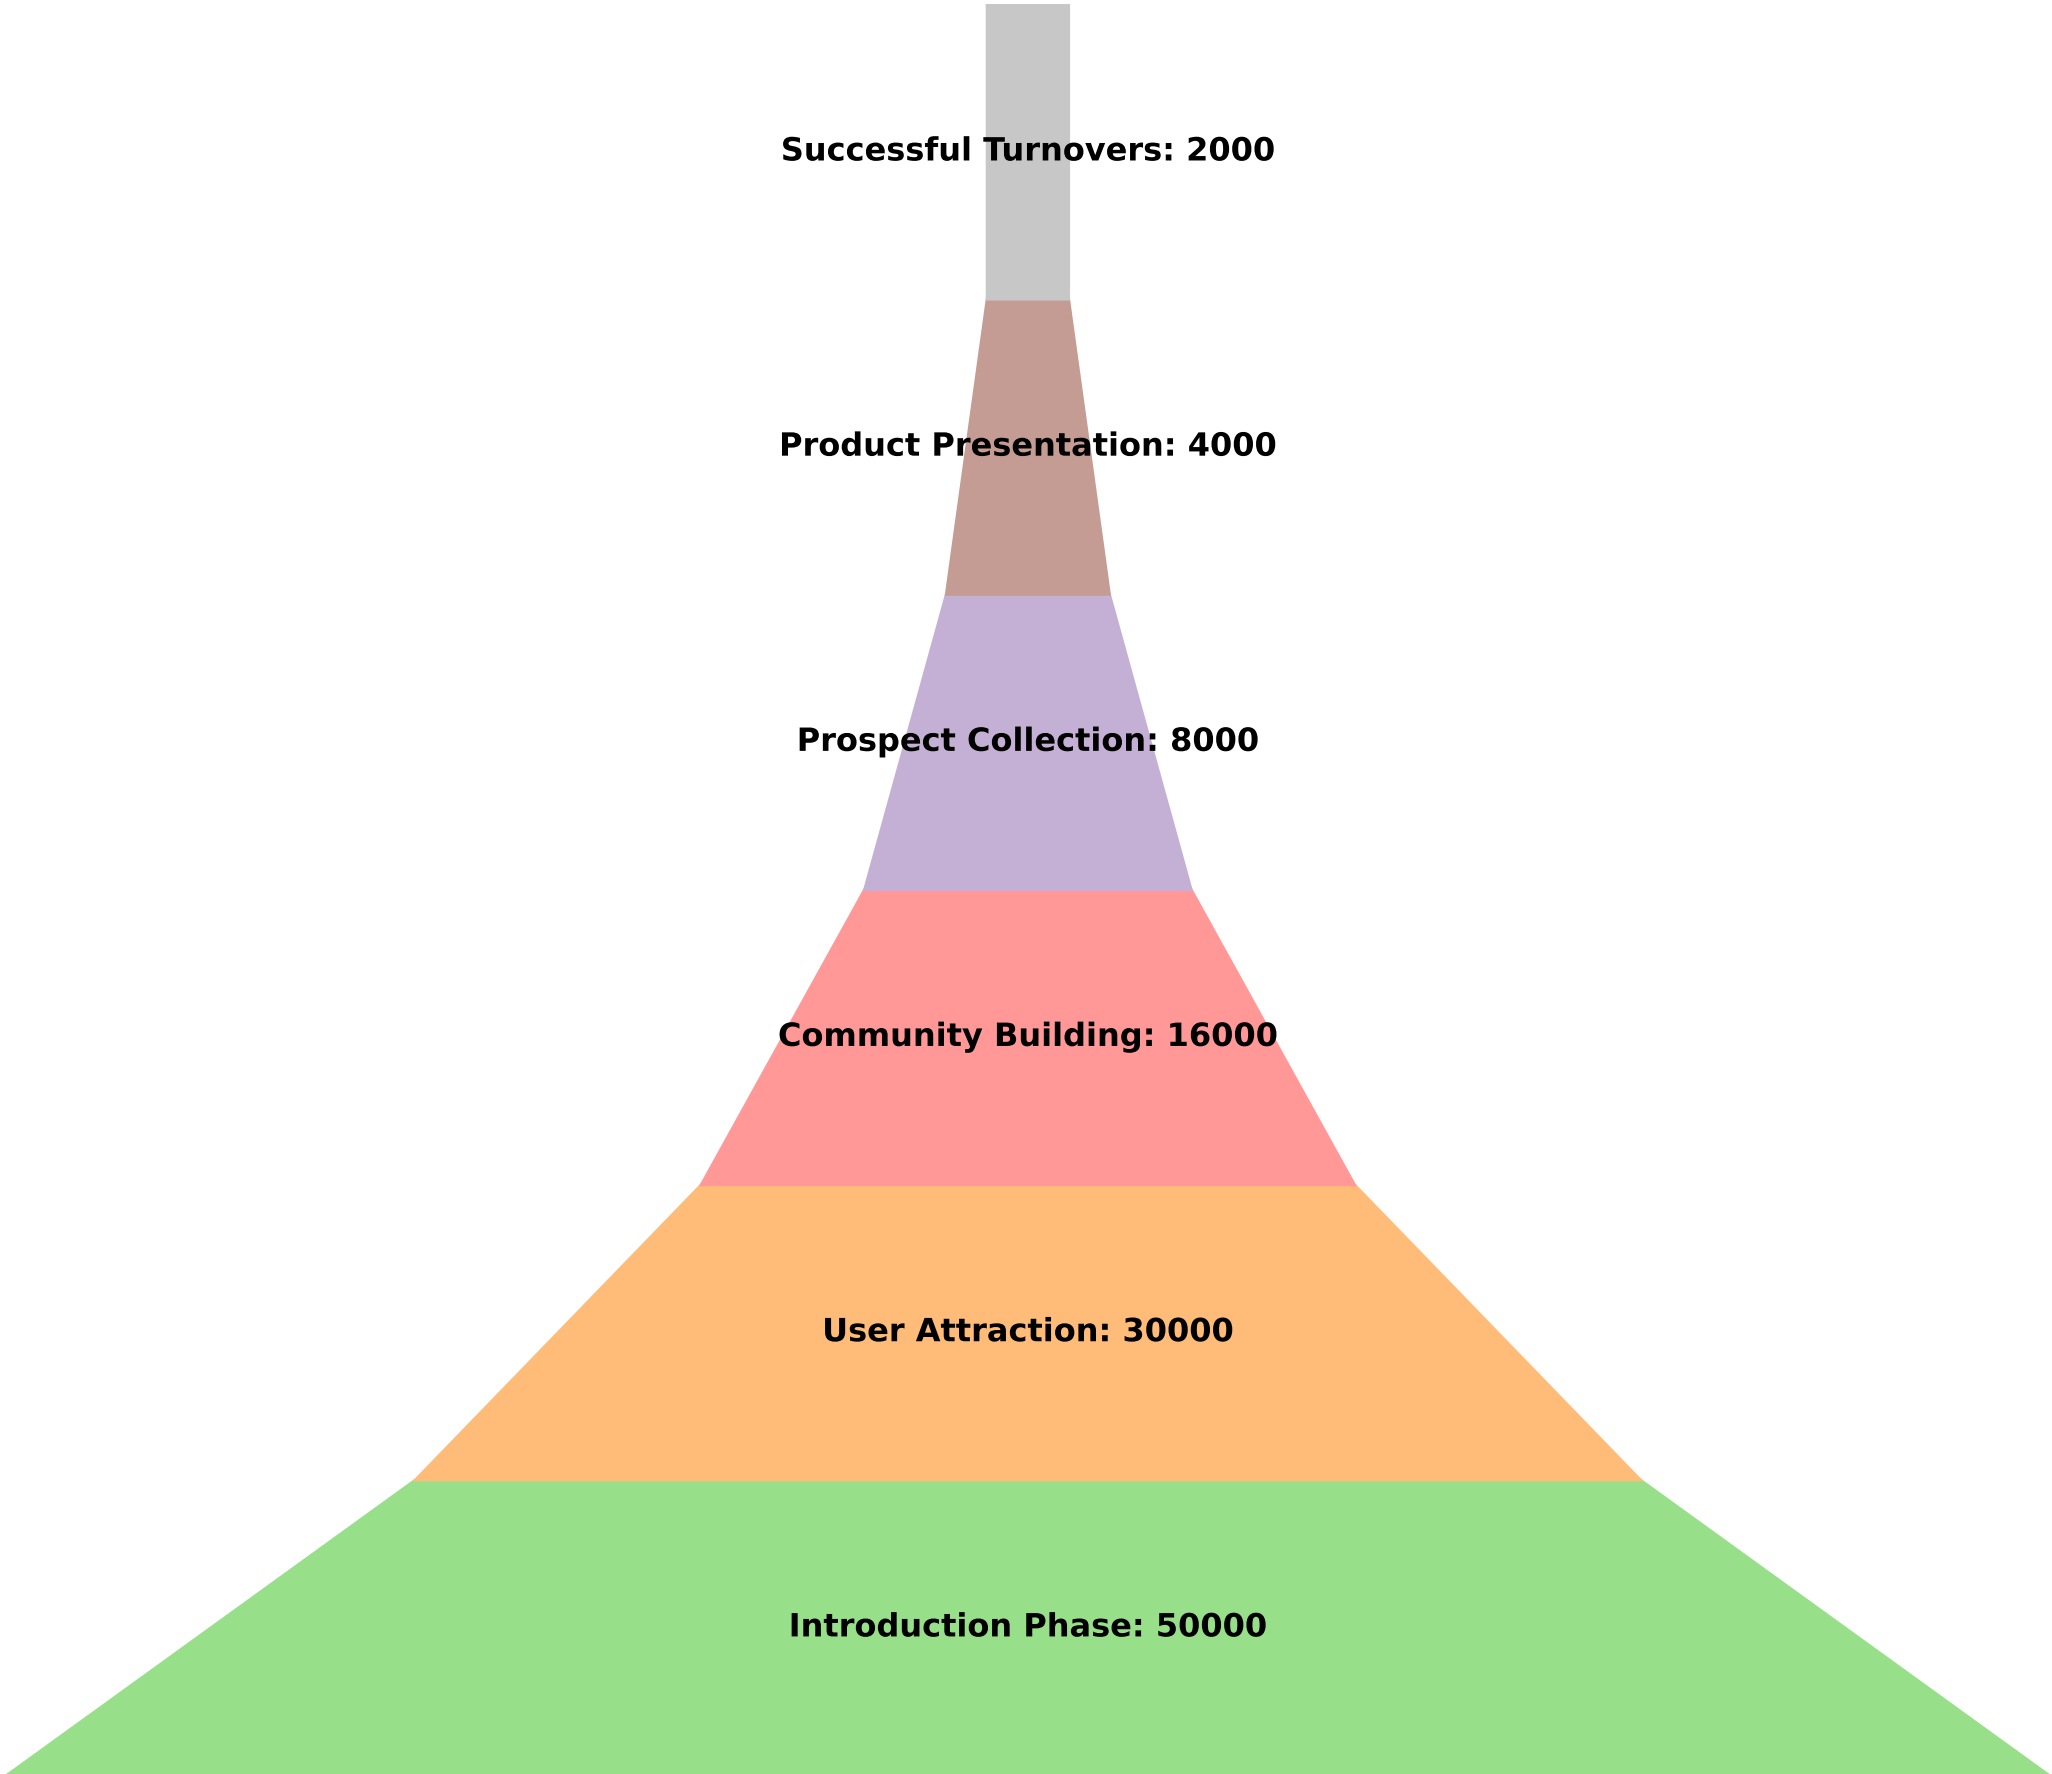 Successful Turnovers: 2000
Product Presentation: 4000
Prospect Collection: 8000
Community Building: 16000
User Attraction: 30000
Introduction Phase: 50000